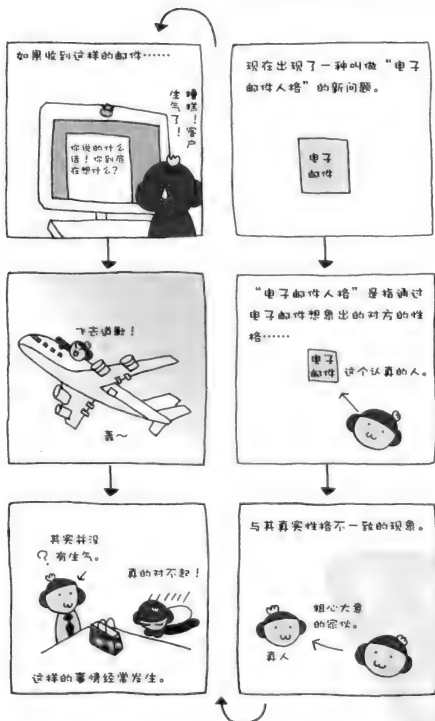 现在出现了一种叫做“电子
邮件人格”的新问题。
电子
邮件
“电子邮件人格”是指通过
电子邮件想象出的对方的性
格……
电子
邮件
这个认真的人。
与其真实性格不一致的现象。
粗心大意
的家伙。
真人
如果收到这样的邮件……
糟糕！客户
生气了！
你说的什么
话！你到底
在想什么？
飞去道歉！
轰～
其实并没
有生气。
？
真的对不起！
这样的事情经常发生。